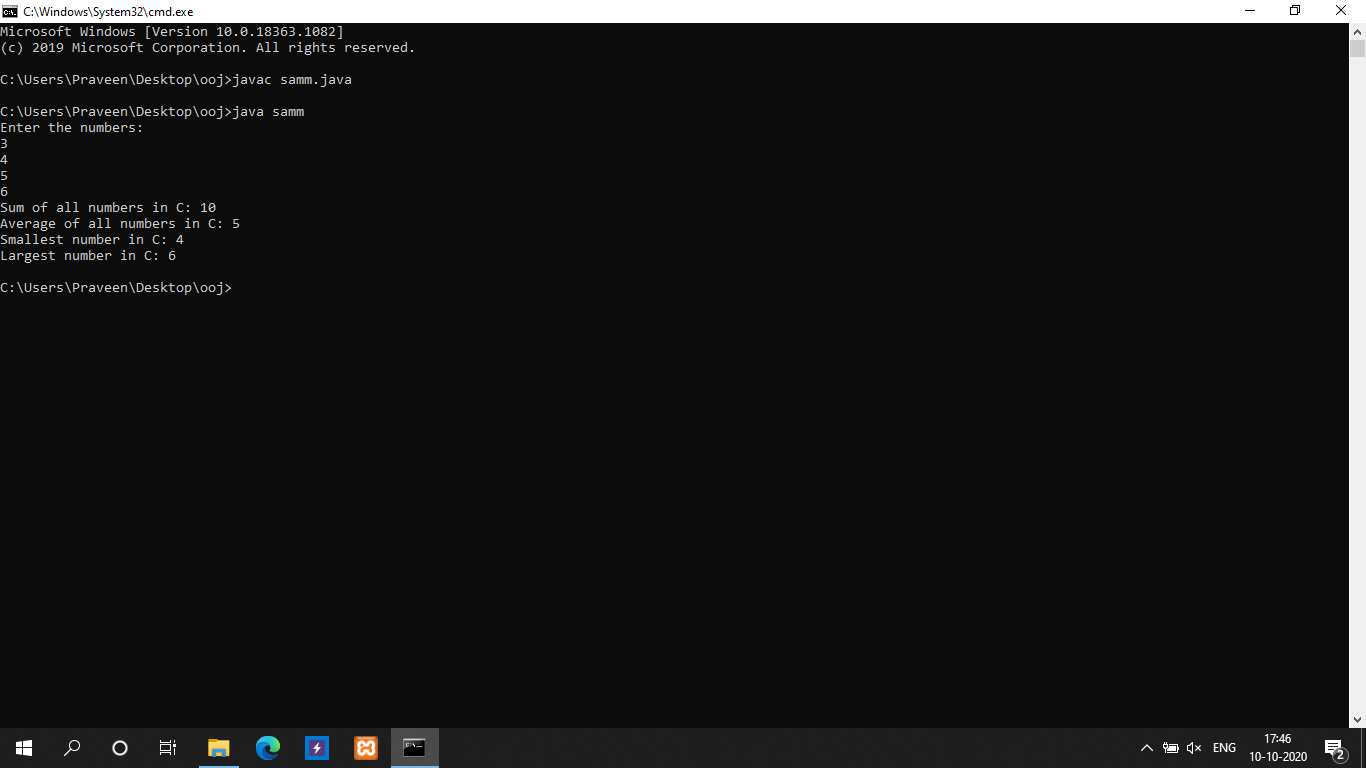 C:\Windows\System32\cmd.exe
Microsoft Windows [Version 10.0.18363.1082]
(c) 2019 Microsoft Corporation. All rights reserved.
C:\Users\Praveen\Desktop\ooj>javac samm.java
C:\Users\Praveen\Desktop\ooj>java samm
Enter the numbers:
3
4
5
6
Sum of all numbers in C: 10
Average of all numbers in C: 5
Smallest number in C: 4
Largest number in C: 6
C:\Users\Praveen\Desktop\ooj>
ENG
17:46
10-10-2020
2